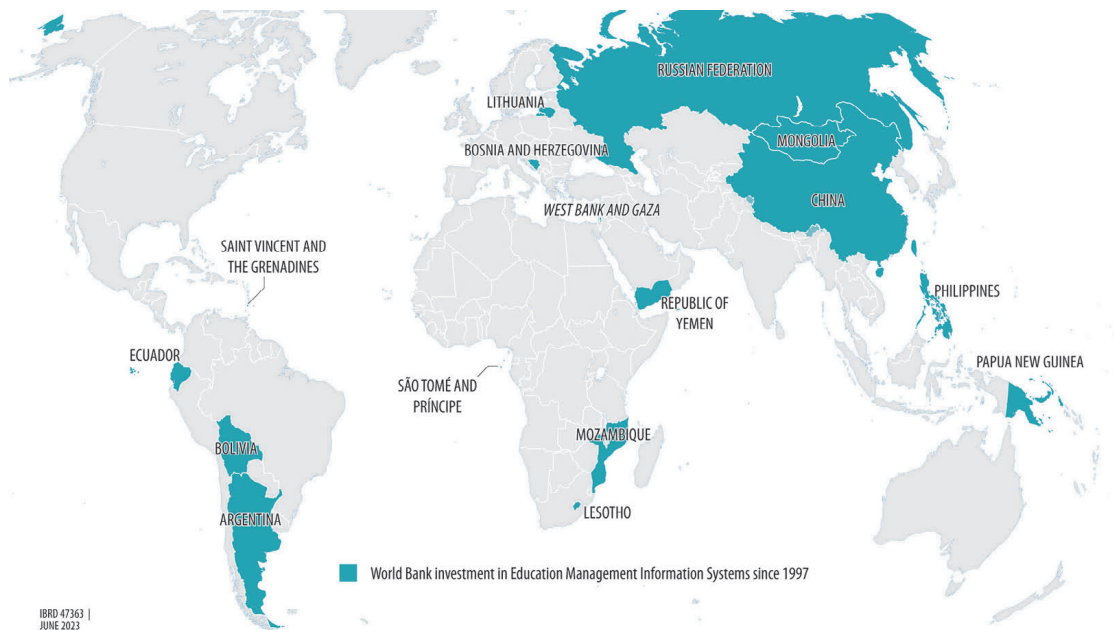 RUSSIAN FEDERATION
LITHUANIA
MONGOLIA
BOSNIA AND HERZEGOVINA
CHINA
WEST BANK AND GAZA
SAINT VINCENT AND
THE GRENADINES
PHILIPPINES
REPUBLIC OF
YEMEN
ECUADOR
PAPUA NEW GUINEA
SÃO TOMÉ AND
PRÍNCIPE
MOZAMBIQUE
BOLIVIA
LESOTHO
ARGENTINA
World Bank investment in Education Management Information Systems since 1997
IBRD 47363 |
JUNE 2023